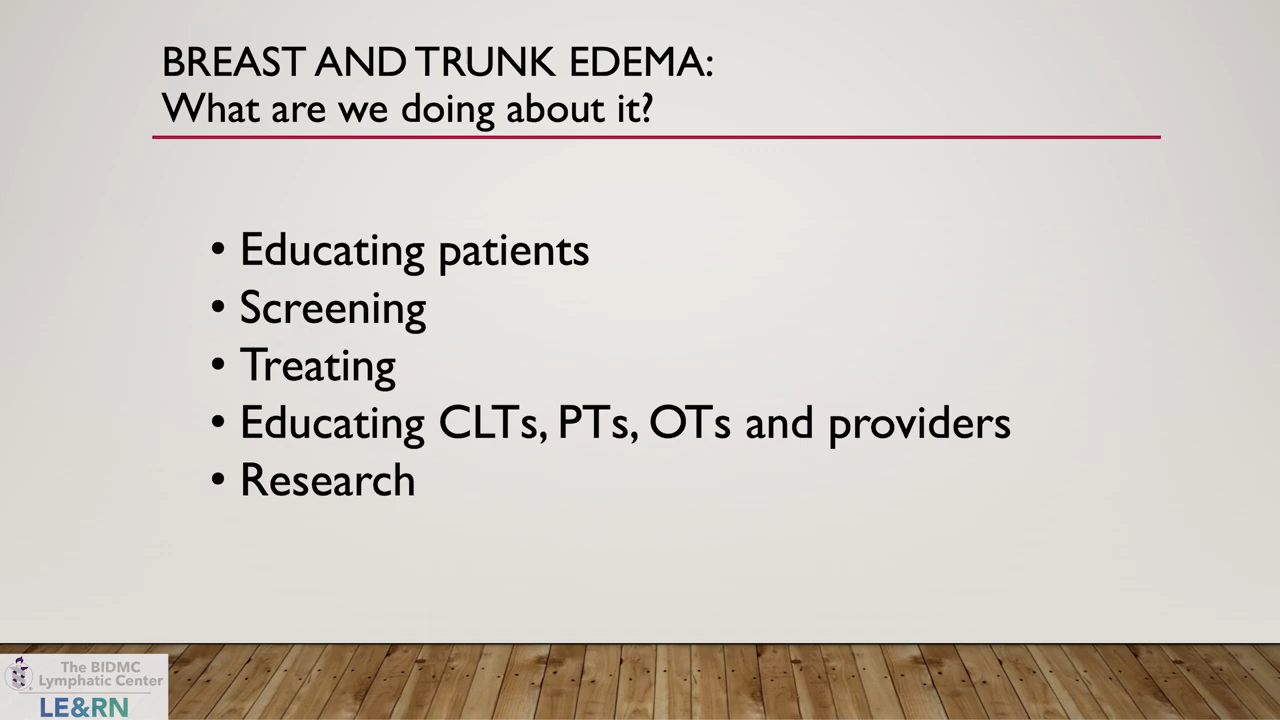 BREAST AND TRUNK EDEMA:
What are we doing about it?
• Educating patients
• Screening
• Treating
• Educating CLTs, PTs, OTs and providers
• Research
The BIDMC
Lymphatic Center
LE&RN